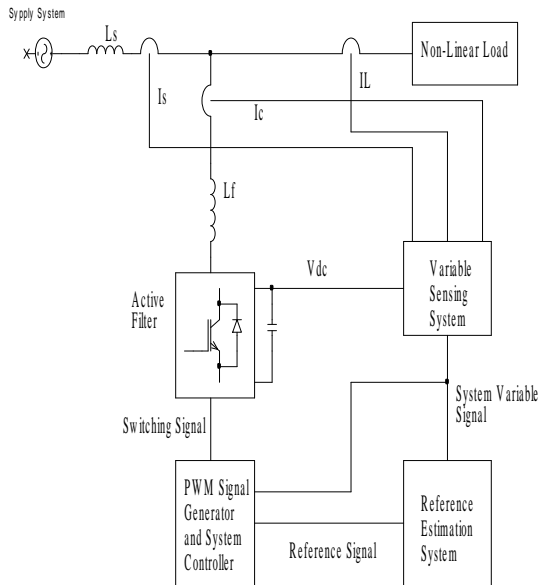 Sypply System
Ls
Non-Linear Load
Is
IL
Ic
Lf
Vdc
Variable
Sensing
System
Active
Filter
System Variable
Signal
Switching Signal
PWM Signal
Generator
and System
Controller
Reference Signal
Reference
Estimation
System